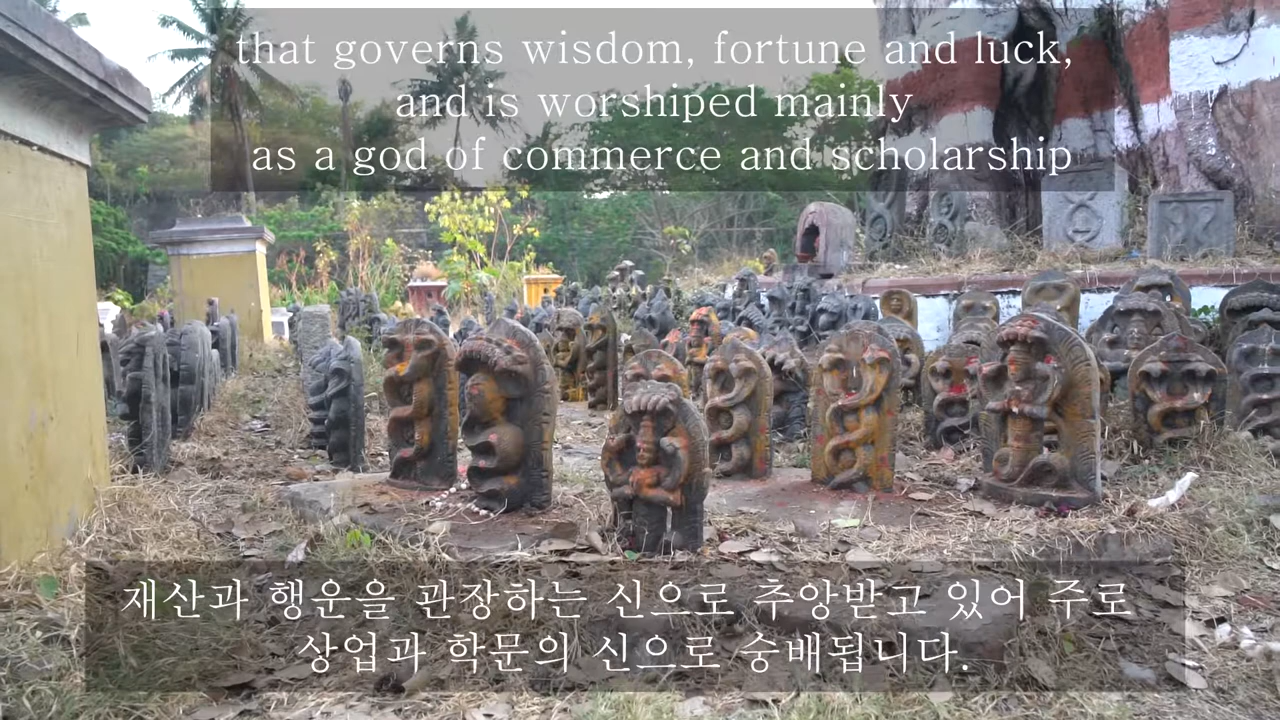 that governs wisdom, fortune and luck,
and is worshiped mainly
as a god of commerce and scholarship
재산과 행운을 관장하는 신으로 추앙받고 있어 주로
상업과 학문의 신으로 숭배됩니다.